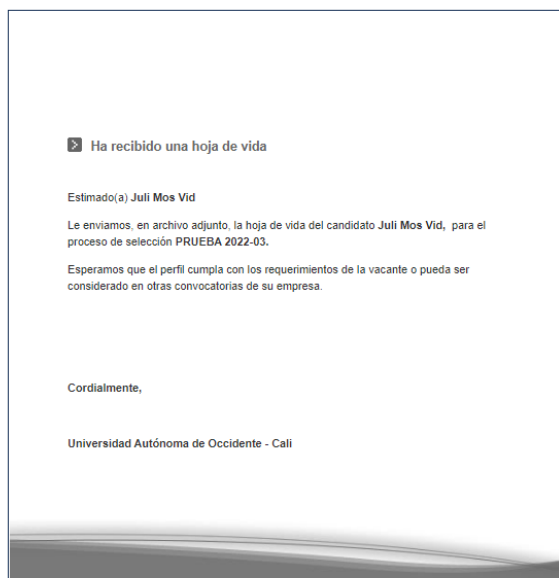 Ha recibido una hoja de vida
Estimado(a) Juli Mos Vid
Le enviamos, en archivo adjunto, la hoja de vida del candidato Juli Mos Vid, para el
proceso de selección PRUEBA 2022-03.
Esperamos que el perfil cumpla con los requerimientos de la vacante o pueda ser
considerado en otras convocatorias de su empresa.
Cordialmente,
Universidad Autónoma de Occidente - Cali